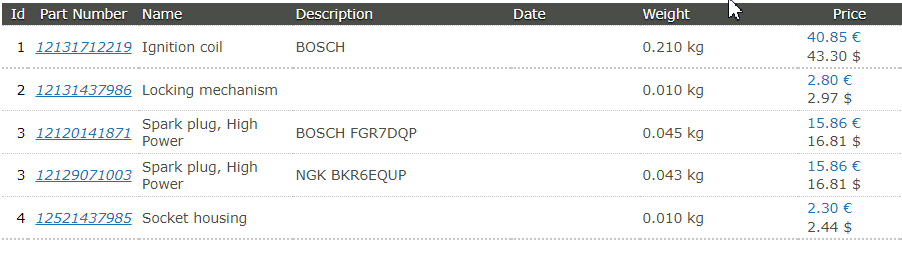 Id Part Number Name Description Date Weight Price
1 12131712219 Ignition coil BOSCH 0.210 kg 40.85 €
43.30 $
2 12131437986 Locking mechanism 0.010 kg 2.80 €
2.97 $
3 12120141871 Spark plug, High BOSCH FGR7DQP 0.045 kg 15.86 €
Power 16.81 $
3 12129071003 Spark plug, High NGK BKR6EQUP 0.043 kg 15.86 €
Power 16.81 $
4 12521437985 Socket housing 0.010 kg 2.30 €
2.44 $